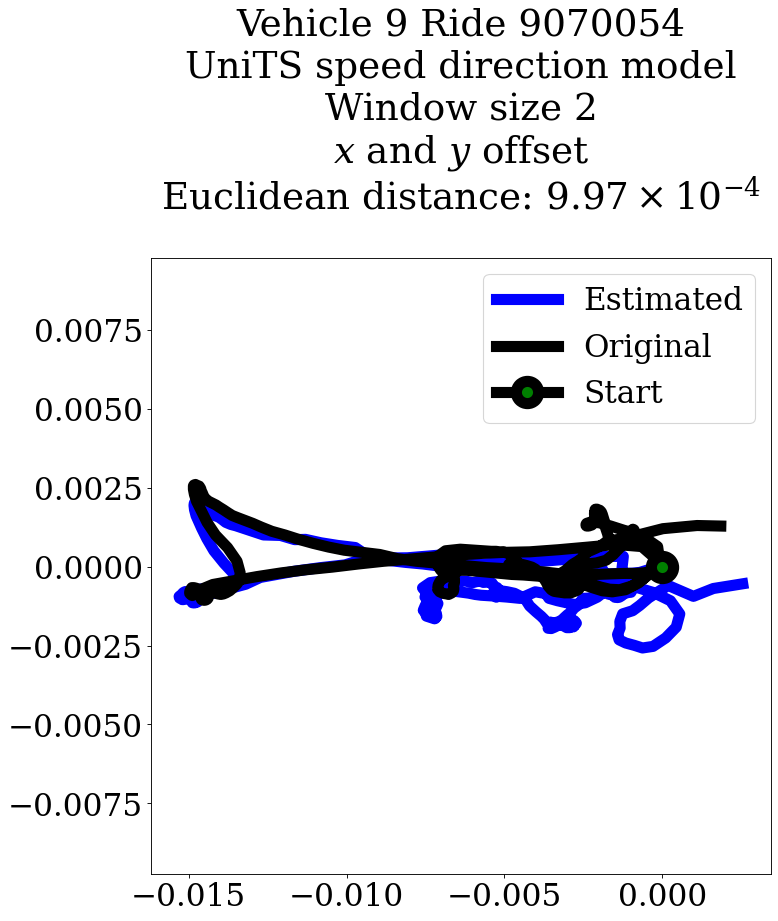 Vehicle 9 Ride 9070054
UniTS speed direction model
Window size 2
x and y offset
Euclidean distance: 9.97 × 10⁻⁴
Estimated
Original
Start
0.0075
0.0050
0.0025
0.0000
−0.0025
−0.0050
−0.0075
−0.015 −0.010 −0.005 0.000